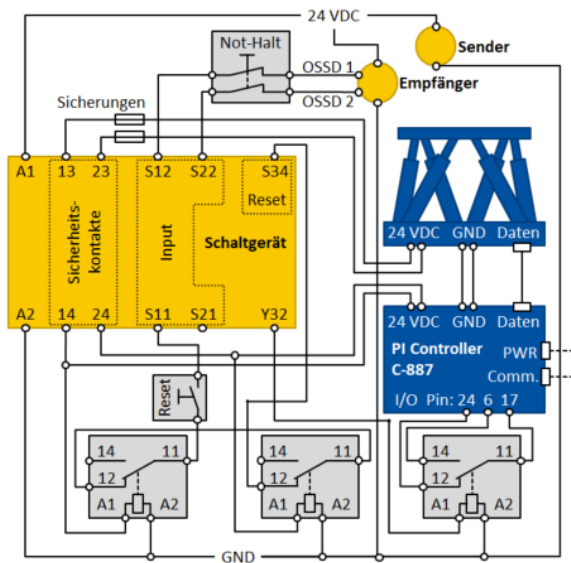 24 VDC
Not-Halt
Sender
OSSD 1
Empfänger
OSSD 2
Sicherungen
A1 13 23 S12 S22 S34
Reset
Sicherheits-
kontakte
Input
Schaltgerät
A2 14 24 S11 S21 Y32
24 VDC GND Daten
24 VDC GND Daten
PI Controller
C-887
PWR
Comm.
I/O Pin: 24 6 17
Reset
14 11
12
A1 A2
14 11
12
A1 A2
14 11
12
A1 A2
GND